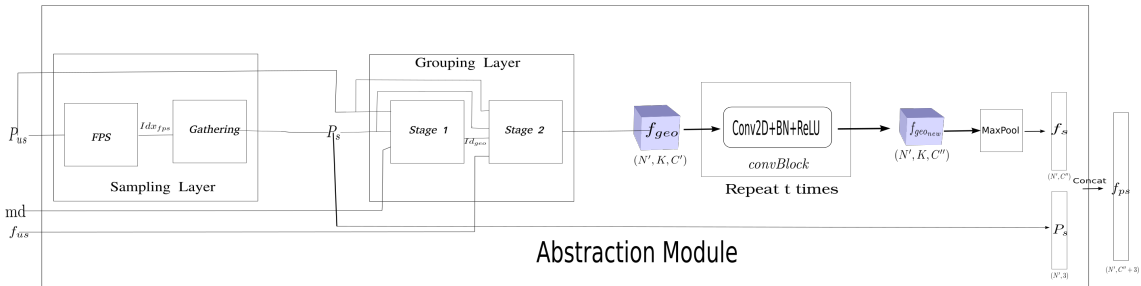 Grouping Layer
P_us
FPS
Idx_fps
Gathering
P_s
Stage 1
Id_geo
Stage 2
f_geo
(N', K, C')
Conv2D+BN+ReLU
convBlock
Repeat t times
f_geo_new
(N', K, C'')
MaxPool
f_s
(N', C'')
Concat
f_ps
(N', C'' + 3)
Sampling Layer
md
f_us
P_s
(N', 3)
Abstraction Module